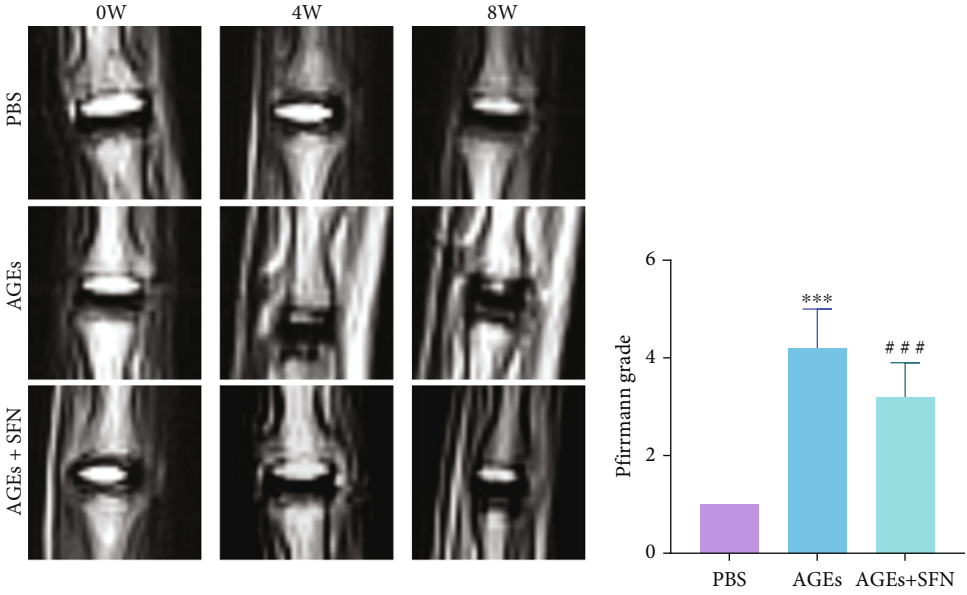 0W 4W 8W
PBS
AGEs
AGEs + SFN
Pfirrmann grade
6
4
2
0
***
# # #
PBS AGEs AGEs+SFN